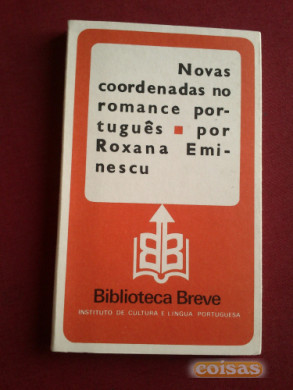 Novas
coordenadas no
romance por-
tuguês ▪ por
Roxana Emi-
nescu
BB
Biblioteca Breve
INSTITUTO DE CULTURA E LÍNGUA PORTUGUESA
coisas